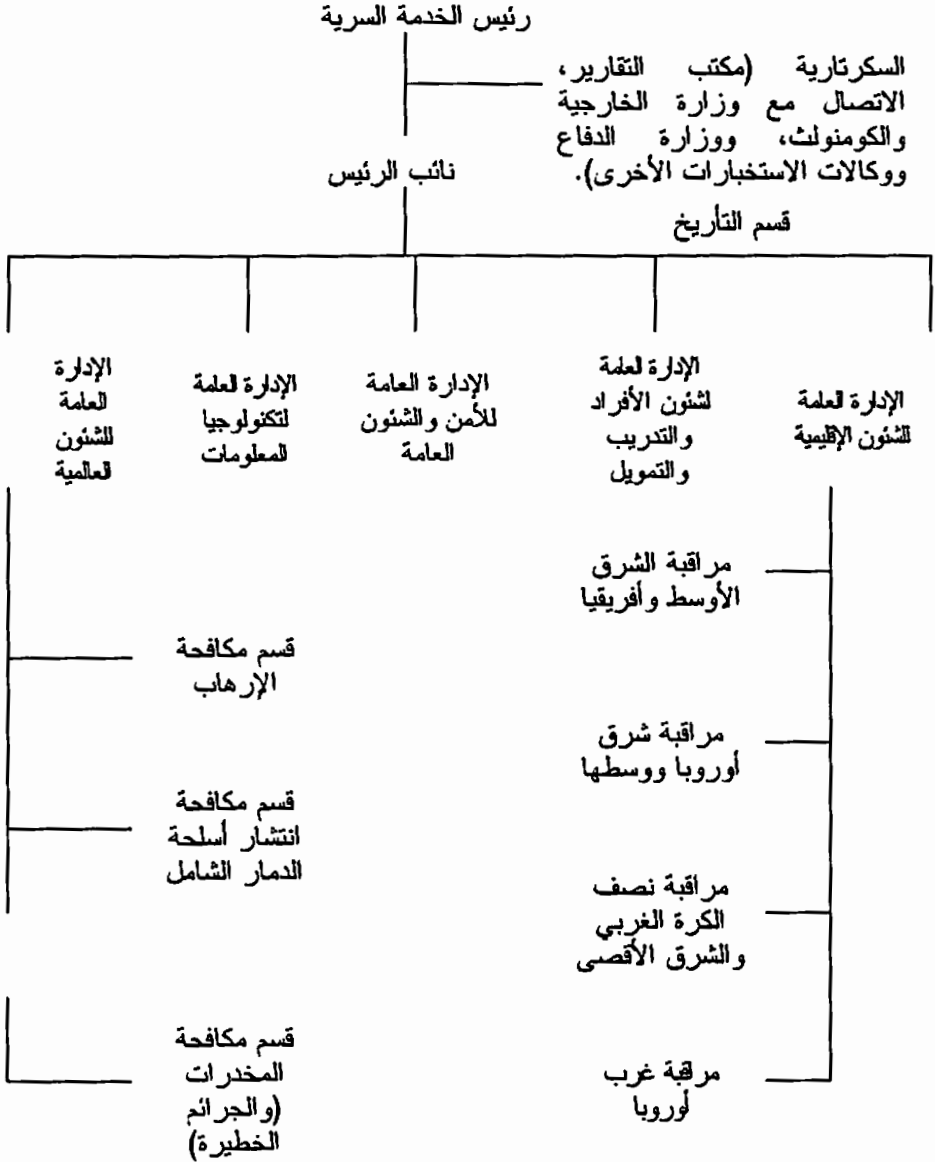 رئيس الخدمة السرية
السكرتارية (مكتب التقارير،
الاتصال مع وزارة الخارجية
والكومنولث، ووزارة الدفاع
ووكالات الاستخبارات الأخرى).
نائب الرئيس
قسم التأريخ
الإدارة العامة
للشئون الإقليمية
الإدارة العامة
لشئون الأفراد
والتدريب
والتمويل
الإدارة العامة
للأمن والشئون
العامة
الإدارة العامة
لتكنولوجيا
المعلومات
الإدارة
العامة
للشئون
العالمية
مراقبة الشرق
الأوسط وأفريقيا
مراقبة شرق
أوروبا ووسطها
مراقبة نصف
الكرة الغربي
والشرق الأقصى
مراقبة غرب
أوروبا
قسم مكافحة
الإرهاب
قسم مكافحة
انتشار أسلحة
الدمار الشامل
قسم مكافحة
المخدرات
(والجرائم
الخطيرة)